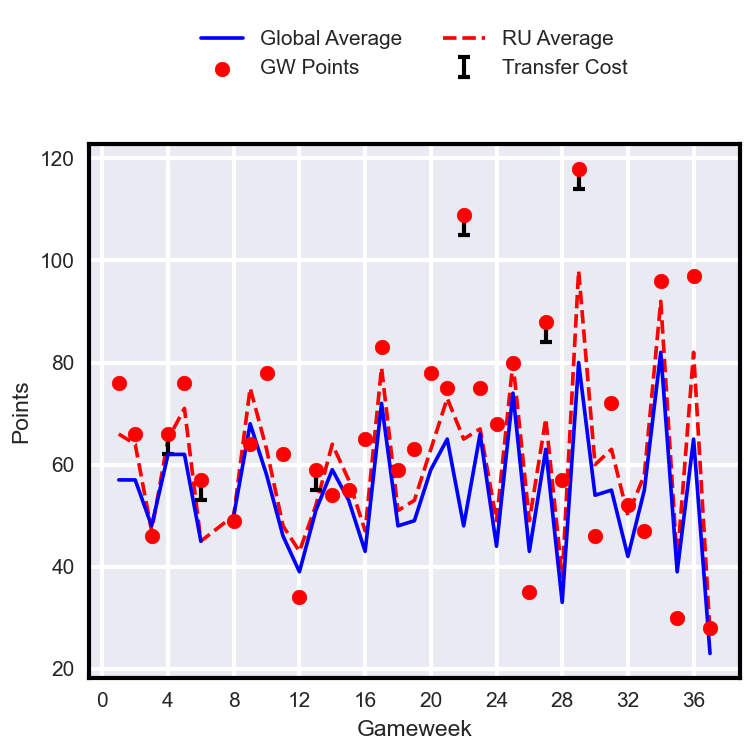 Global Average
RU Average
GW Points
Transfer Cost
120
100
80
60
40
20
Points
0 4 8 12 16 20 24 28 32 36
Gameweek